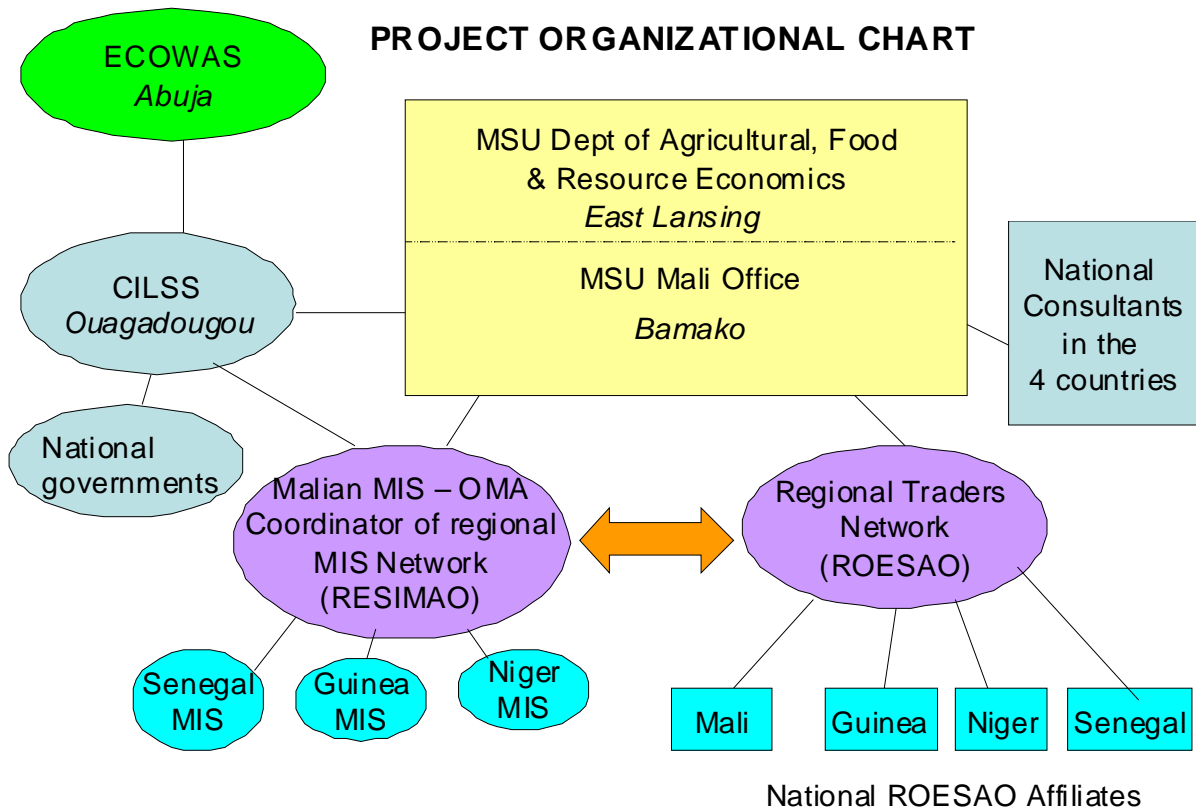 PROJECT ORGANIZATIONAL CHART
ECOWAS
Abuja
MSU Dept of Agricultural, Food
& Resource Economics
East Lansing
MSU Mali Office
Bamako
National
Consultants
in the
4 countries
CILSS
Ouagadougou
National
governments
Malian MIS – OMA
Coordinator of regional
MIS Network
(RESIMAO)
Regional Traders
Network
(ROESAO)
Senegal
MIS
Guinea
MIS
Niger
MIS
Mali
Guinea
Niger
Senegal
National ROESAO Affiliates